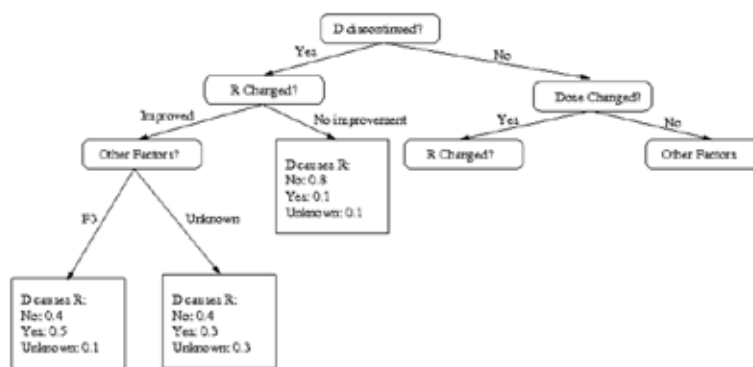 D discontinued?
Yes
No
R Changed?
Dose Changed?
Improved
No improvement
Yes
No
Other Factors?
D causes R:
No: 0.8
Yes: 0.1
Unknown: 0.1
R Changed?
Other Factors
Unknown
D causes R:
No: 0.4
Yes: 0.5
Unknown: 0.1
D causes R:
No: 0.4
Yes: 0.3
Unknown: 0.3